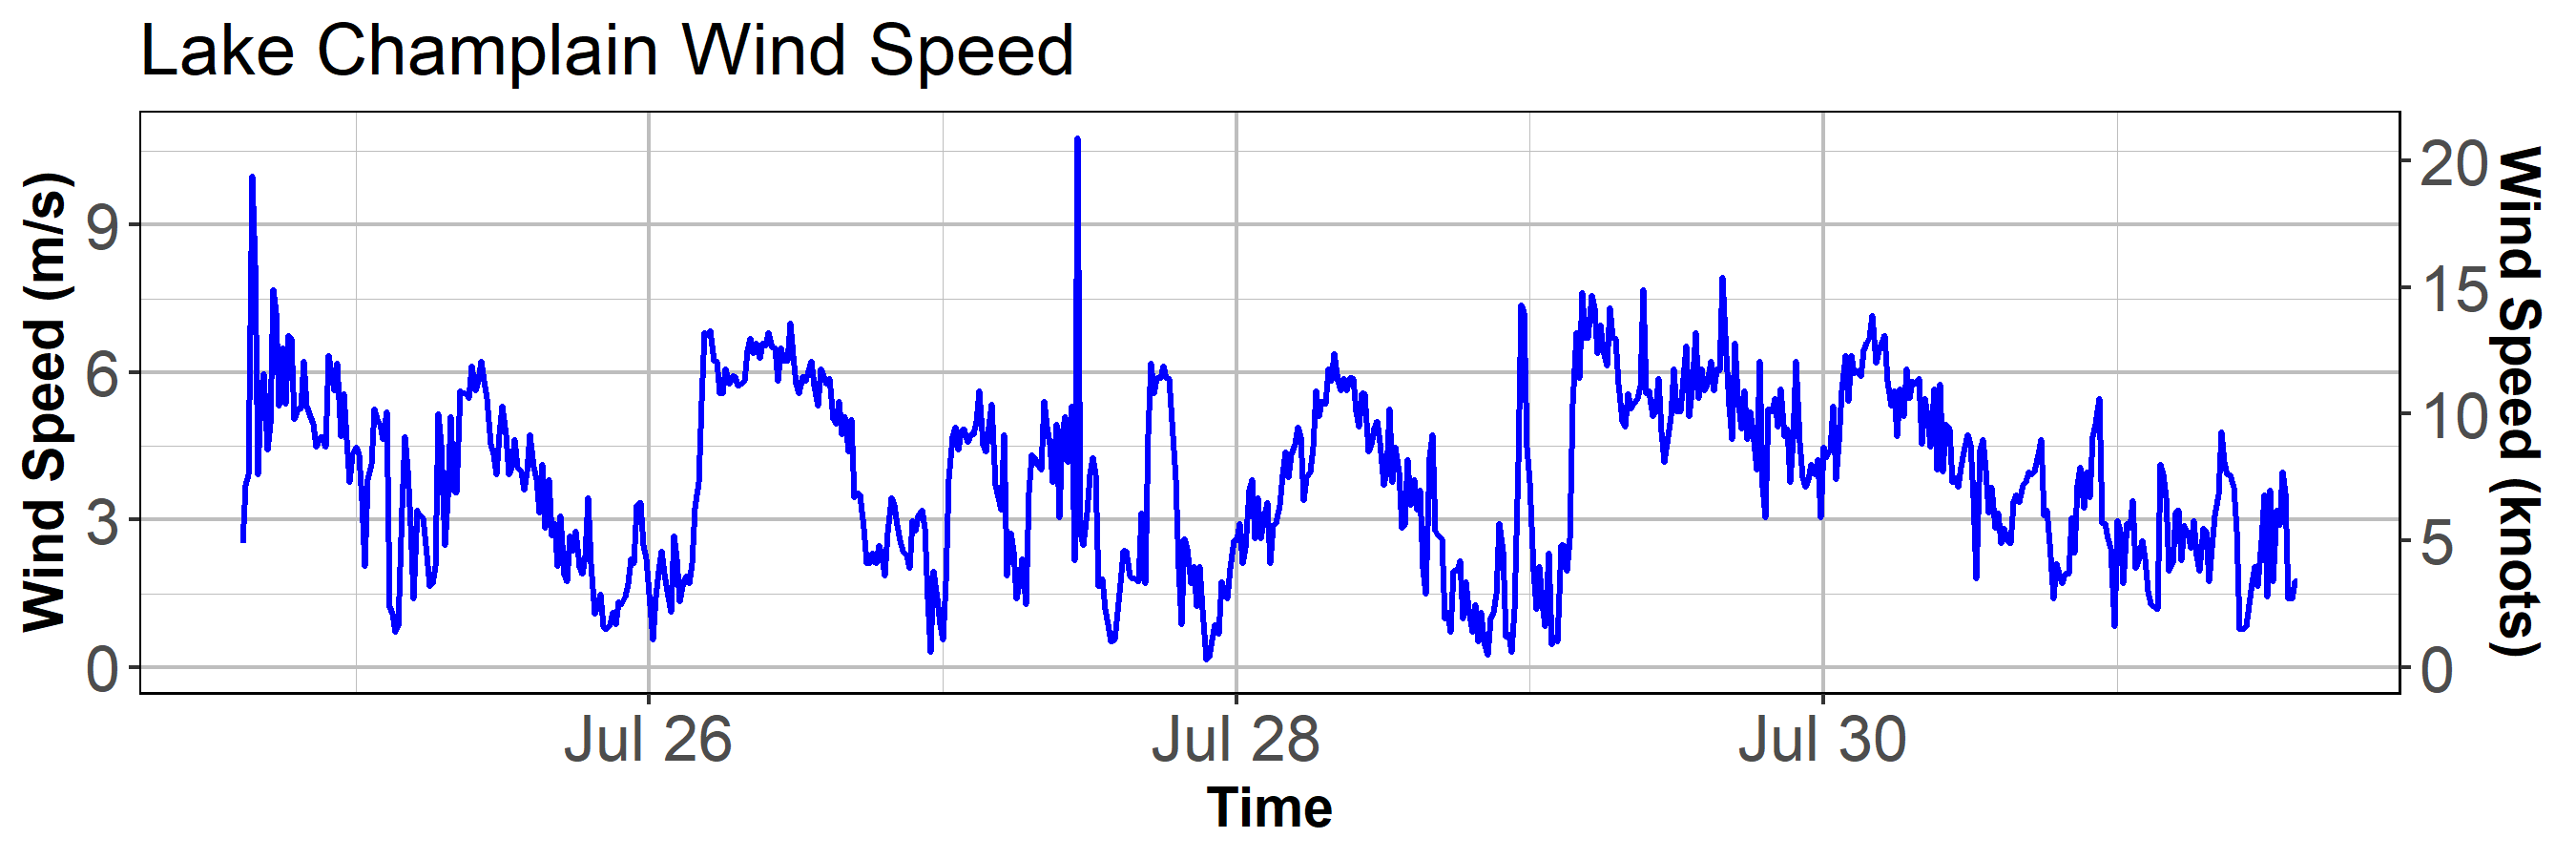 Lake Champlain Wind Speed
Wind Speed (m/s)
9
6
3
0
20
15
10
5
0
Wind Speed (knots)
Jul 26
Jul 28
Jul 30
Time